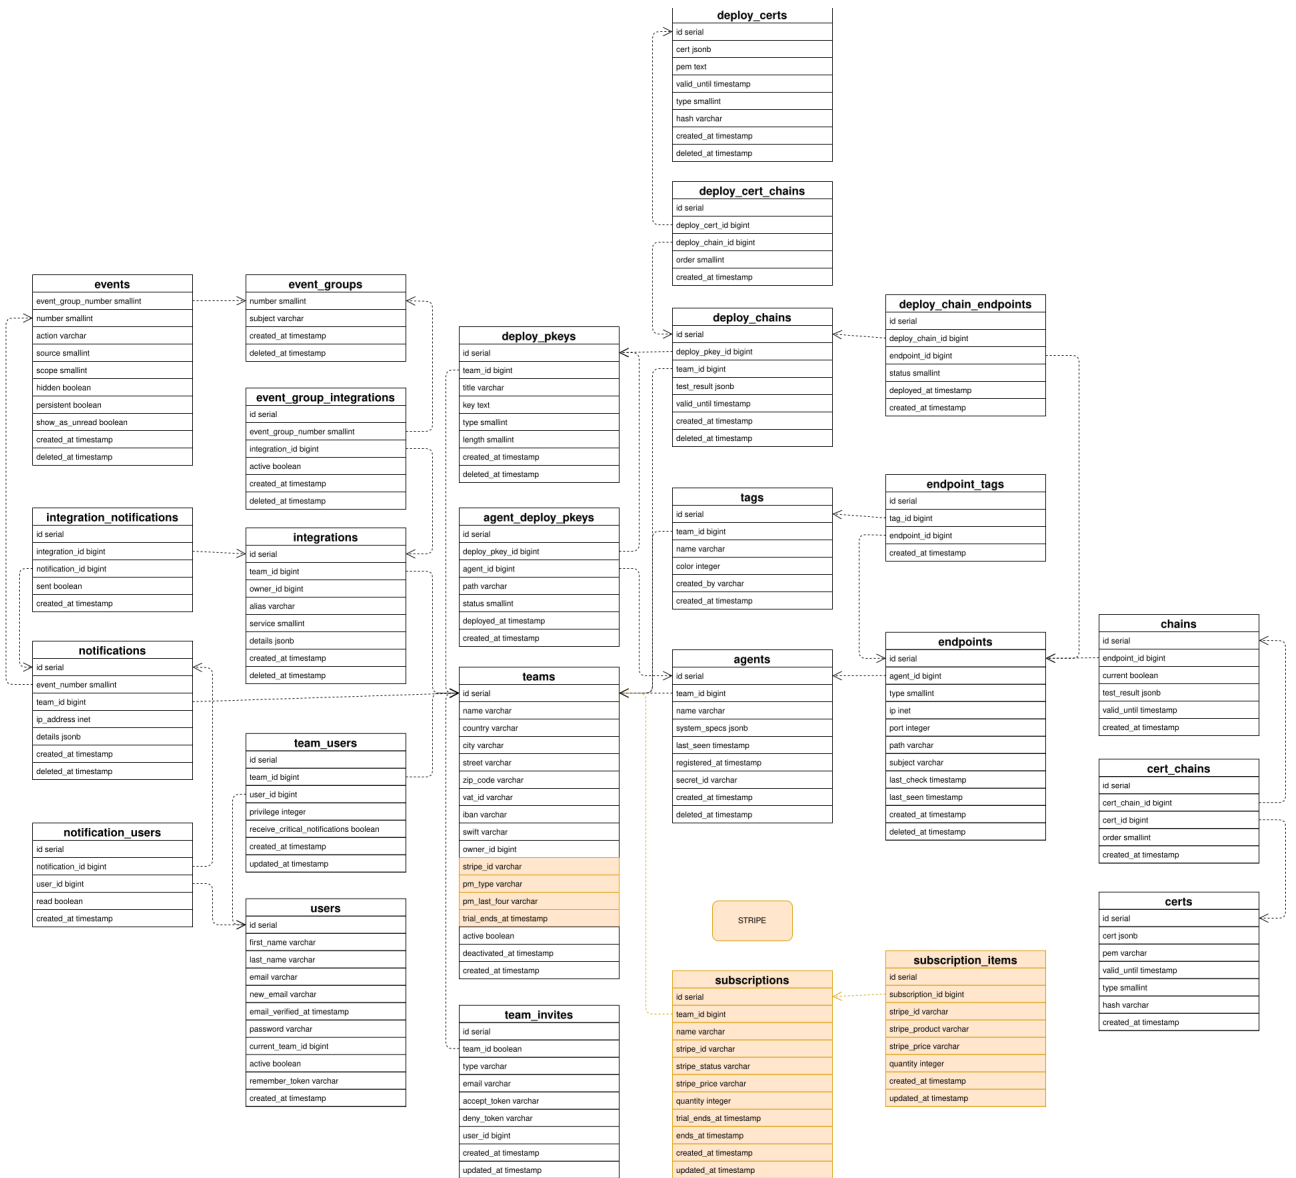 deploy_certs
id serial
cert jsonb
pem text
valid_until timestamp
type smallint
hash varchar
created_at timestamp
deleted_at timestamp
deploy_cert_chains
id serial
deploy_cert_id bigint
deploy_chain_id bigint
order smallint
created_at timestamp
events
event_group_number smallint
number smallint
action varchar
source smallint
scope smallint
hidden boolean
persistent boolean
show_as_unread boolean
created_at timestamp
deleted_at timestamp
event_groups
number smallint
subject varchar
created_at timestamp
deleted_at timestamp
event_group_integrations
id serial
event_group_number smallint
integration_id bigint
active boolean
created_at timestamp
deleted_at timestamp
deploy_pkeys
id serial
team_id bigint
title varchar
key text
type smallint
length smallint
created_at timestamp
deleted_at timestamp
deploy_chains
id serial
deploy_pkey_id bigint
team_id bigint
test_result jsonb
valid_until timestamp
created_at timestamp
deleted_at timestamp
deploy_chain_endpoints
id serial
deploy_chain_id bigint
endpoint_id bigint
status smallint
deployed_at timestamp
created_at timestamp
integration_notifications
id serial
integration_id bigint
notification_id bigint
sent boolean
created_at timestamp
integrations
id serial
team_id bigint
owner_id bigint
alias varchar
service smallint
details jsonb
created_at timestamp
deleted_at timestamp
agent_deploy_pkeys
id serial
deploy_pkey_id bigint
agent_id bigint
path varchar
status smallint
deployed_at timestamp
created_at timestamp
tags
id serial
team_id bigint
name varchar
color integer
created_by varchar
created_at timestamp
endpoint_tags
id serial
tag_id bigint
endpoint_id bigint
created_at timestamp
notifications
id serial
event_number smallint
team_id bigint
ip_address inet
details jsonb
created_at timestamp
deleted_at timestamp
team_users
id serial
team_id bigint
user_id bigint
privilege integer
receive_critical_notifications boolean
created_at timestamp
updated_at timestamp
teams
id serial
name varchar
country varchar
city varchar
street varchar
zip_code varchar
vat_id varchar
iban varchar
swift varchar
owner_id bigint
stripe_id varchar
pm_type varchar
pm_last_four varchar
trial_ends_at timestamp
active boolean
deactivated_at timestamp
created_at timestamp
agents
id serial
team_id bigint
name varchar
system_specs jsonb
last_seen timestamp
registered_at timestamp
secret_id varchar
created_at timestamp
deleted_at timestamp
endpoints
id serial
agent_id bigint
type smallint
ip inet
port integer
path varchar
subject varchar
last_check timestamp
last_seen timestamp
created_at timestamp
deleted_at timestamp
chains
id serial
endpoint_id bigint
current boolean
test_result jsonb
valid_until timestamp
created_at timestamp
cert_chains
id serial
cert_chain_id bigint
cert_id bigint
order smallint
created_at timestamp
notification_users
id serial
notification_id bigint
user_id bigint
read boolean
created_at timestamp
users
id serial
first_name varchar
last_name varchar
email varchar
new_email varchar
email_verified_at timestamp
password varchar
current_team_id bigint
active boolean
remember_token varchar
created_at timestamp
team_invites
id serial
team_id boolean
type varchar
email varchar
accept_token varchar
deny_token varchar
user_id bigint
created_at timestamp
updated_at timestamp
STRIPE
subscriptions
id serial
team_id bigint
name varchar
stripe_id varchar
stripe_status varchar
stripe_price varchar
quantity integer
trial_ends_at timestamp
ends_at timestamp
created_at timestamp
updated_at timestamp
subscription_items
id serial
subscription_id bigint
stripe_id varchar
stripe_product varchar
stripe_price varchar
quantity integer
created_at timestamp
updated_at timestamp
certs
id serial
cert jsonb
pem varchar
valid_until timestamp
type smallint
hash varchar
created_at timestamp